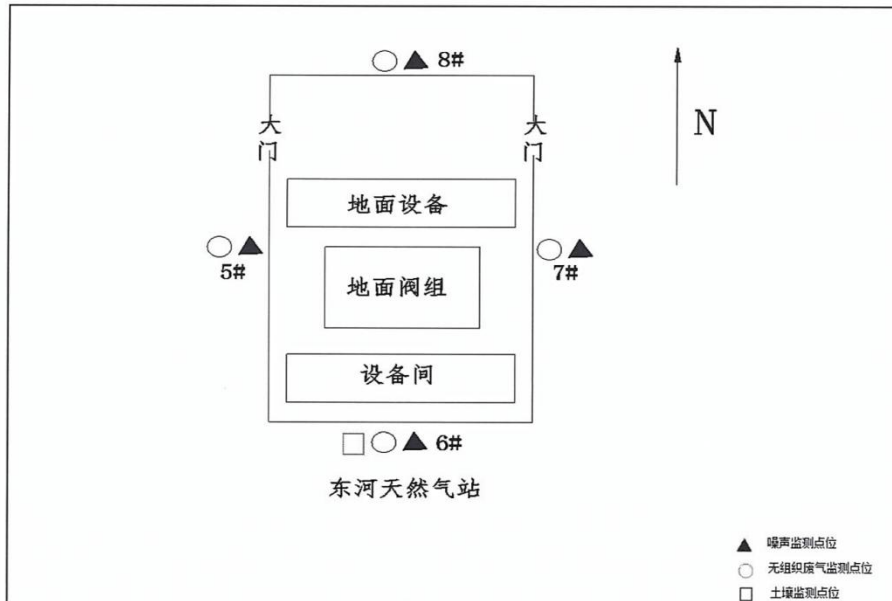 8#
N
大门
大门
地面设备
5#
地面阀组
7#
设备间
6#
东河天然气站
噪声监测点位
无组织废气监测点位
土壤监测点位